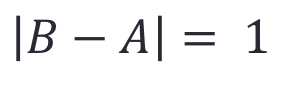 |B − A| = 1